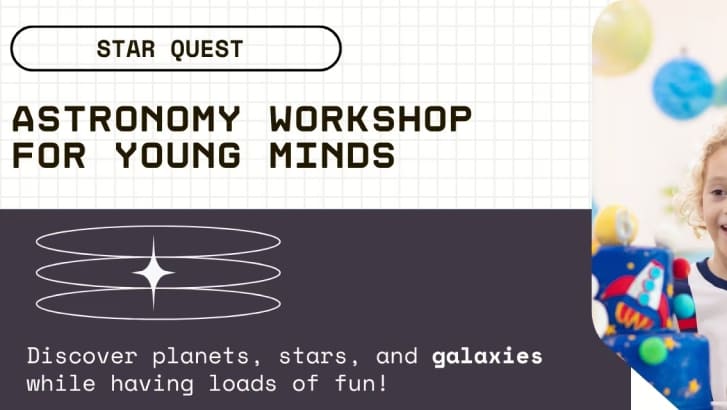 STAR QUEST
ASTRONOMY WORKSHOP
FOR YOUNG MINDS
Discover planets, stars, and galaxies
while having loads of fun!